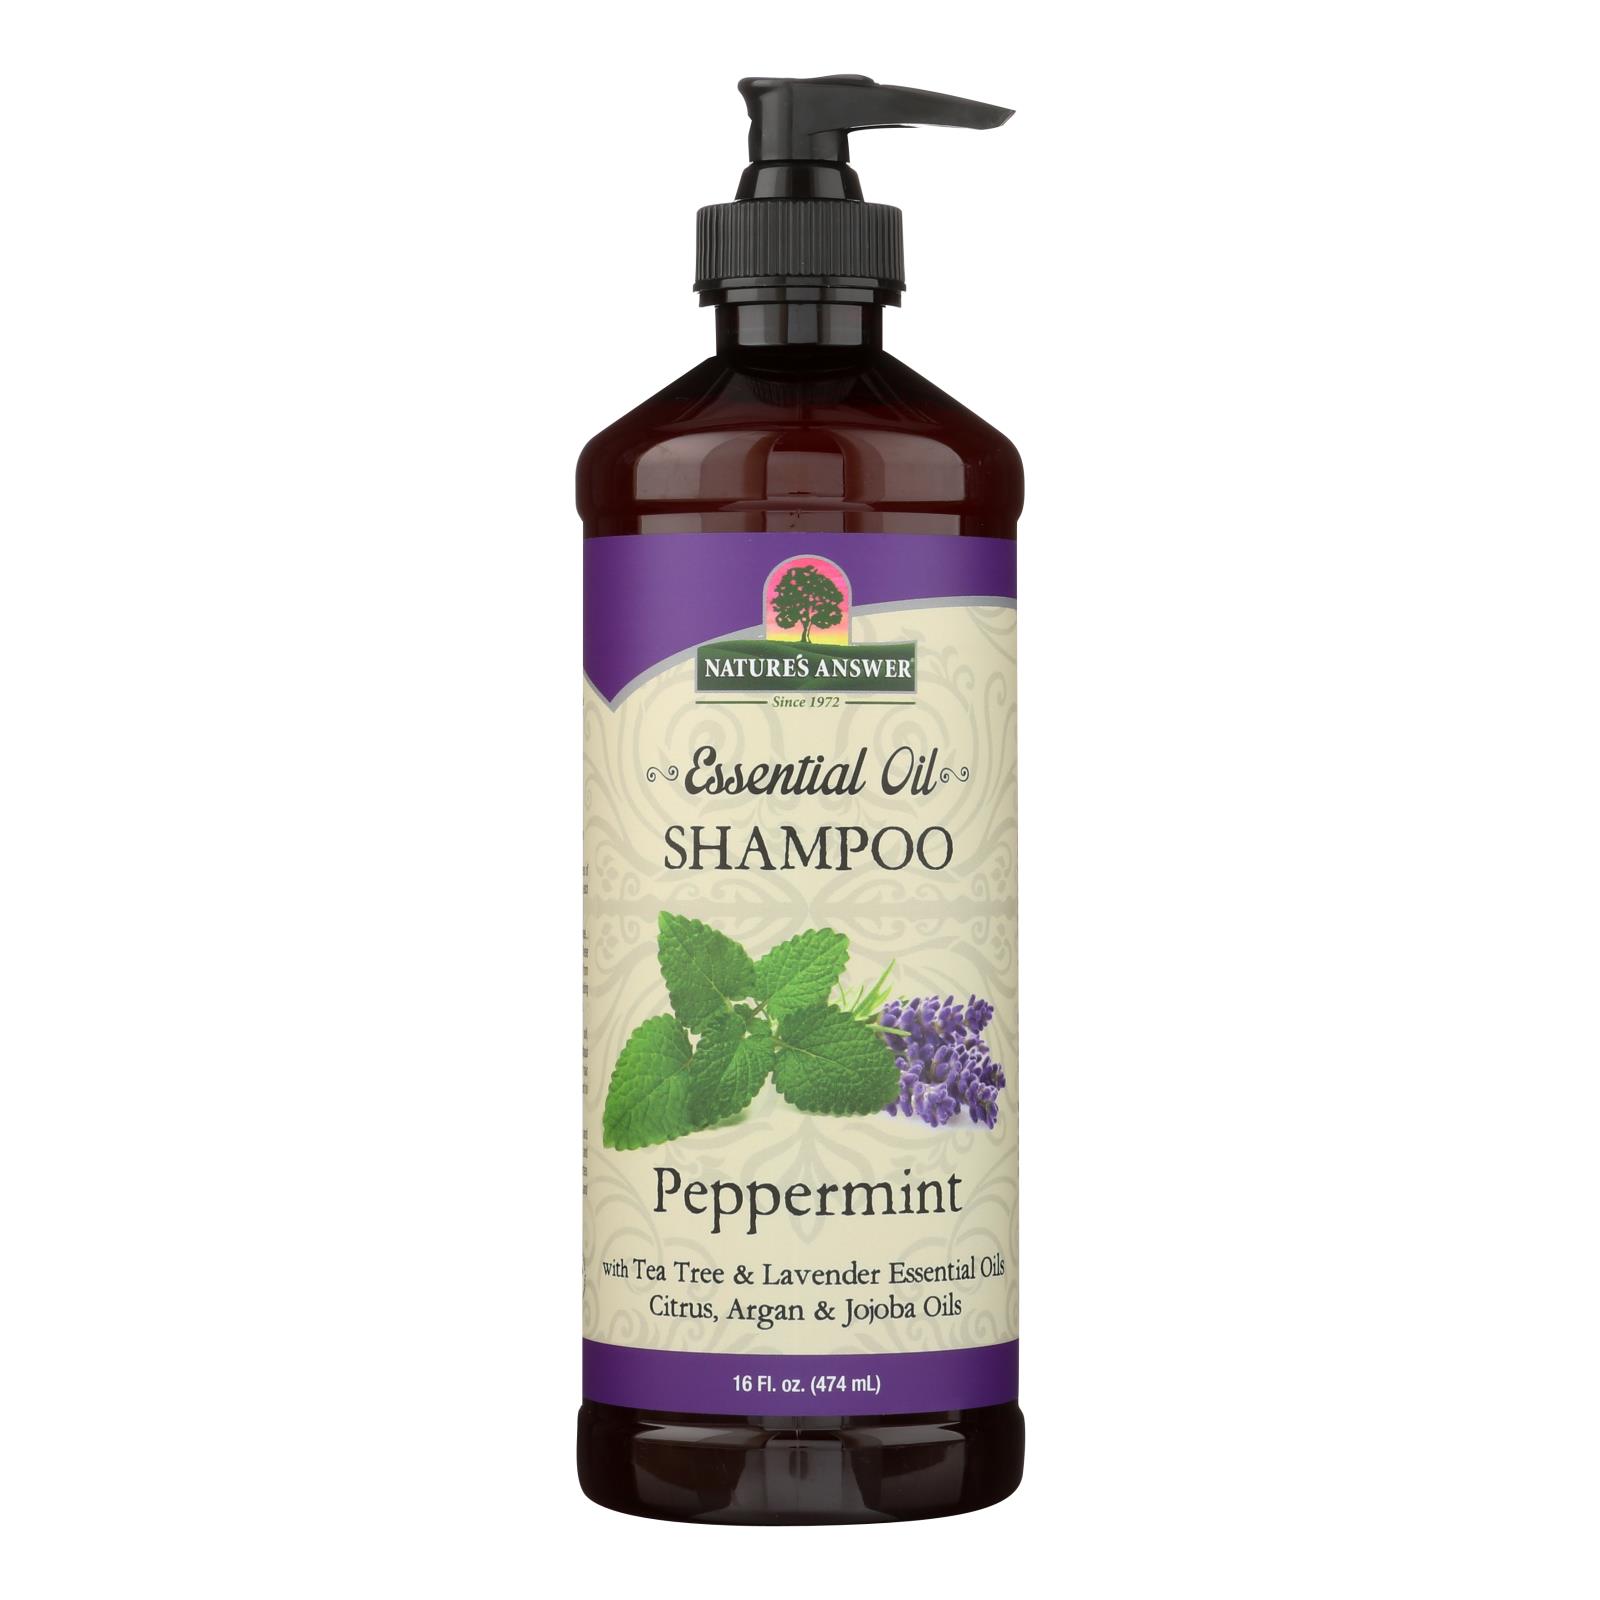 NATURE'S ANSWER®
Since 1972
Essential Oil
SHAMPOO
Peppermint
with Tea Tree & Lavender Essential Oils
Citrus, Argan & Jojoba Oils
16 Fl. oz. (474 mL)